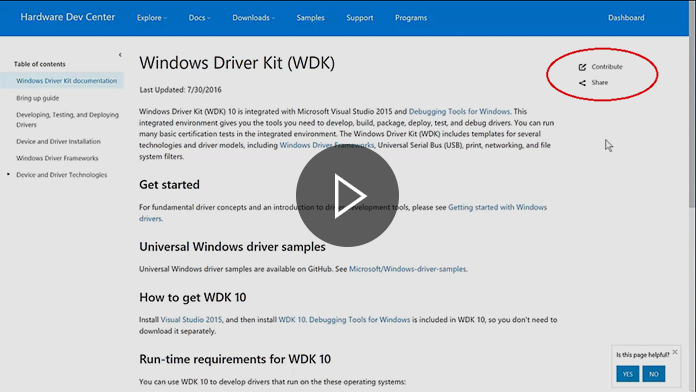 Hardware Dev Center
Explore Docs Downloads Samples Support Programs Dashboard
Table of contents
Windows Driver Kit documentation
Bring up guide
Developing, Testing, and Deploying
Drivers
Device and Driver Installation
Windows Driver Frameworks
Device and Driver Technologies
Windows Driver Kit (WDK)
Last Updated: 7/30/2016
Windows Driver Kit (WDK) 10 is integrated with Microsoft Visual Studio 2015 and Debugging Tools for Windows. This
integrated environment gives you the tools you need to develop, build, package, deploy, test, and debug drivers. You can run
many basic certification tests in the integrated environment. The Windows Driver Kit (WDK) includes templates for several
technologies and driver models, including Windows Driver Frameworks, Universal Serial Bus (USB), print, networking, and file
system filters.
Get started
For fundamental driver concepts and an introduction to driver development tools, please see Getting started with Windows
drivers.
Universal Windows driver samples
Universal Windows driver samples are available on GitHub. See Microsoft/Windows-driver-samples.
How to get WDK 10
Install Visual Studio 2015, and then install WDK 10. Debugging Tools for Windows is included in WDK 10, so you don't need to
download it separately.
Run-time requirements for WDK 10
You can use WDK 10 to develop drivers that run on the these operating systems:
Contribute
Share
Is this page helpful?
YES NO